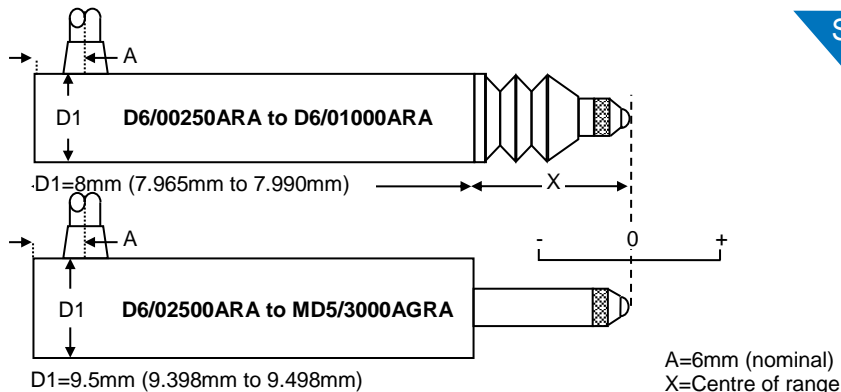 S
A
D1
D6/00250ARA to D6/01000ARA
D1=8mm (7.965mm to 7.990mm)
X
A
- 0 +
D1
D6/02500ARA to MD5/3000AGRA
D1=9.5mm (9.398mm to 9.498mm)
A=6mm (nominal)
X=Centre of range